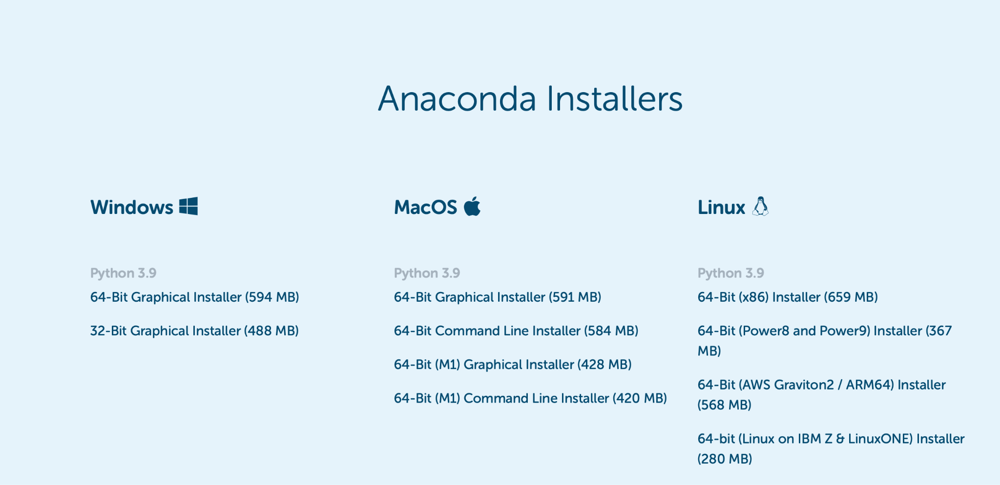 Anaconda Installers
Windows
Python 3.9
64-Bit Graphical Installer (594 MB)
32-Bit Graphical Installer (488 MB)
MacOS
Python 3.9
64-Bit Graphical Installer (591 MB)
64-Bit Command Line Installer (584 MB)
64-Bit (M1) Graphical Installer (428 MB)
64-Bit (M1) Command Line Installer (420 MB)
Linux
Python 3.9
64-Bit (x86) Installer (659 MB)
64-Bit (Power8 and Power9) Installer (367
MB)
64-Bit (AWS Graviton2 / ARM64) Installer
(568 MB)
64-bit (Linux on IBM Z & LinuxONE) Installer
(280 MB)